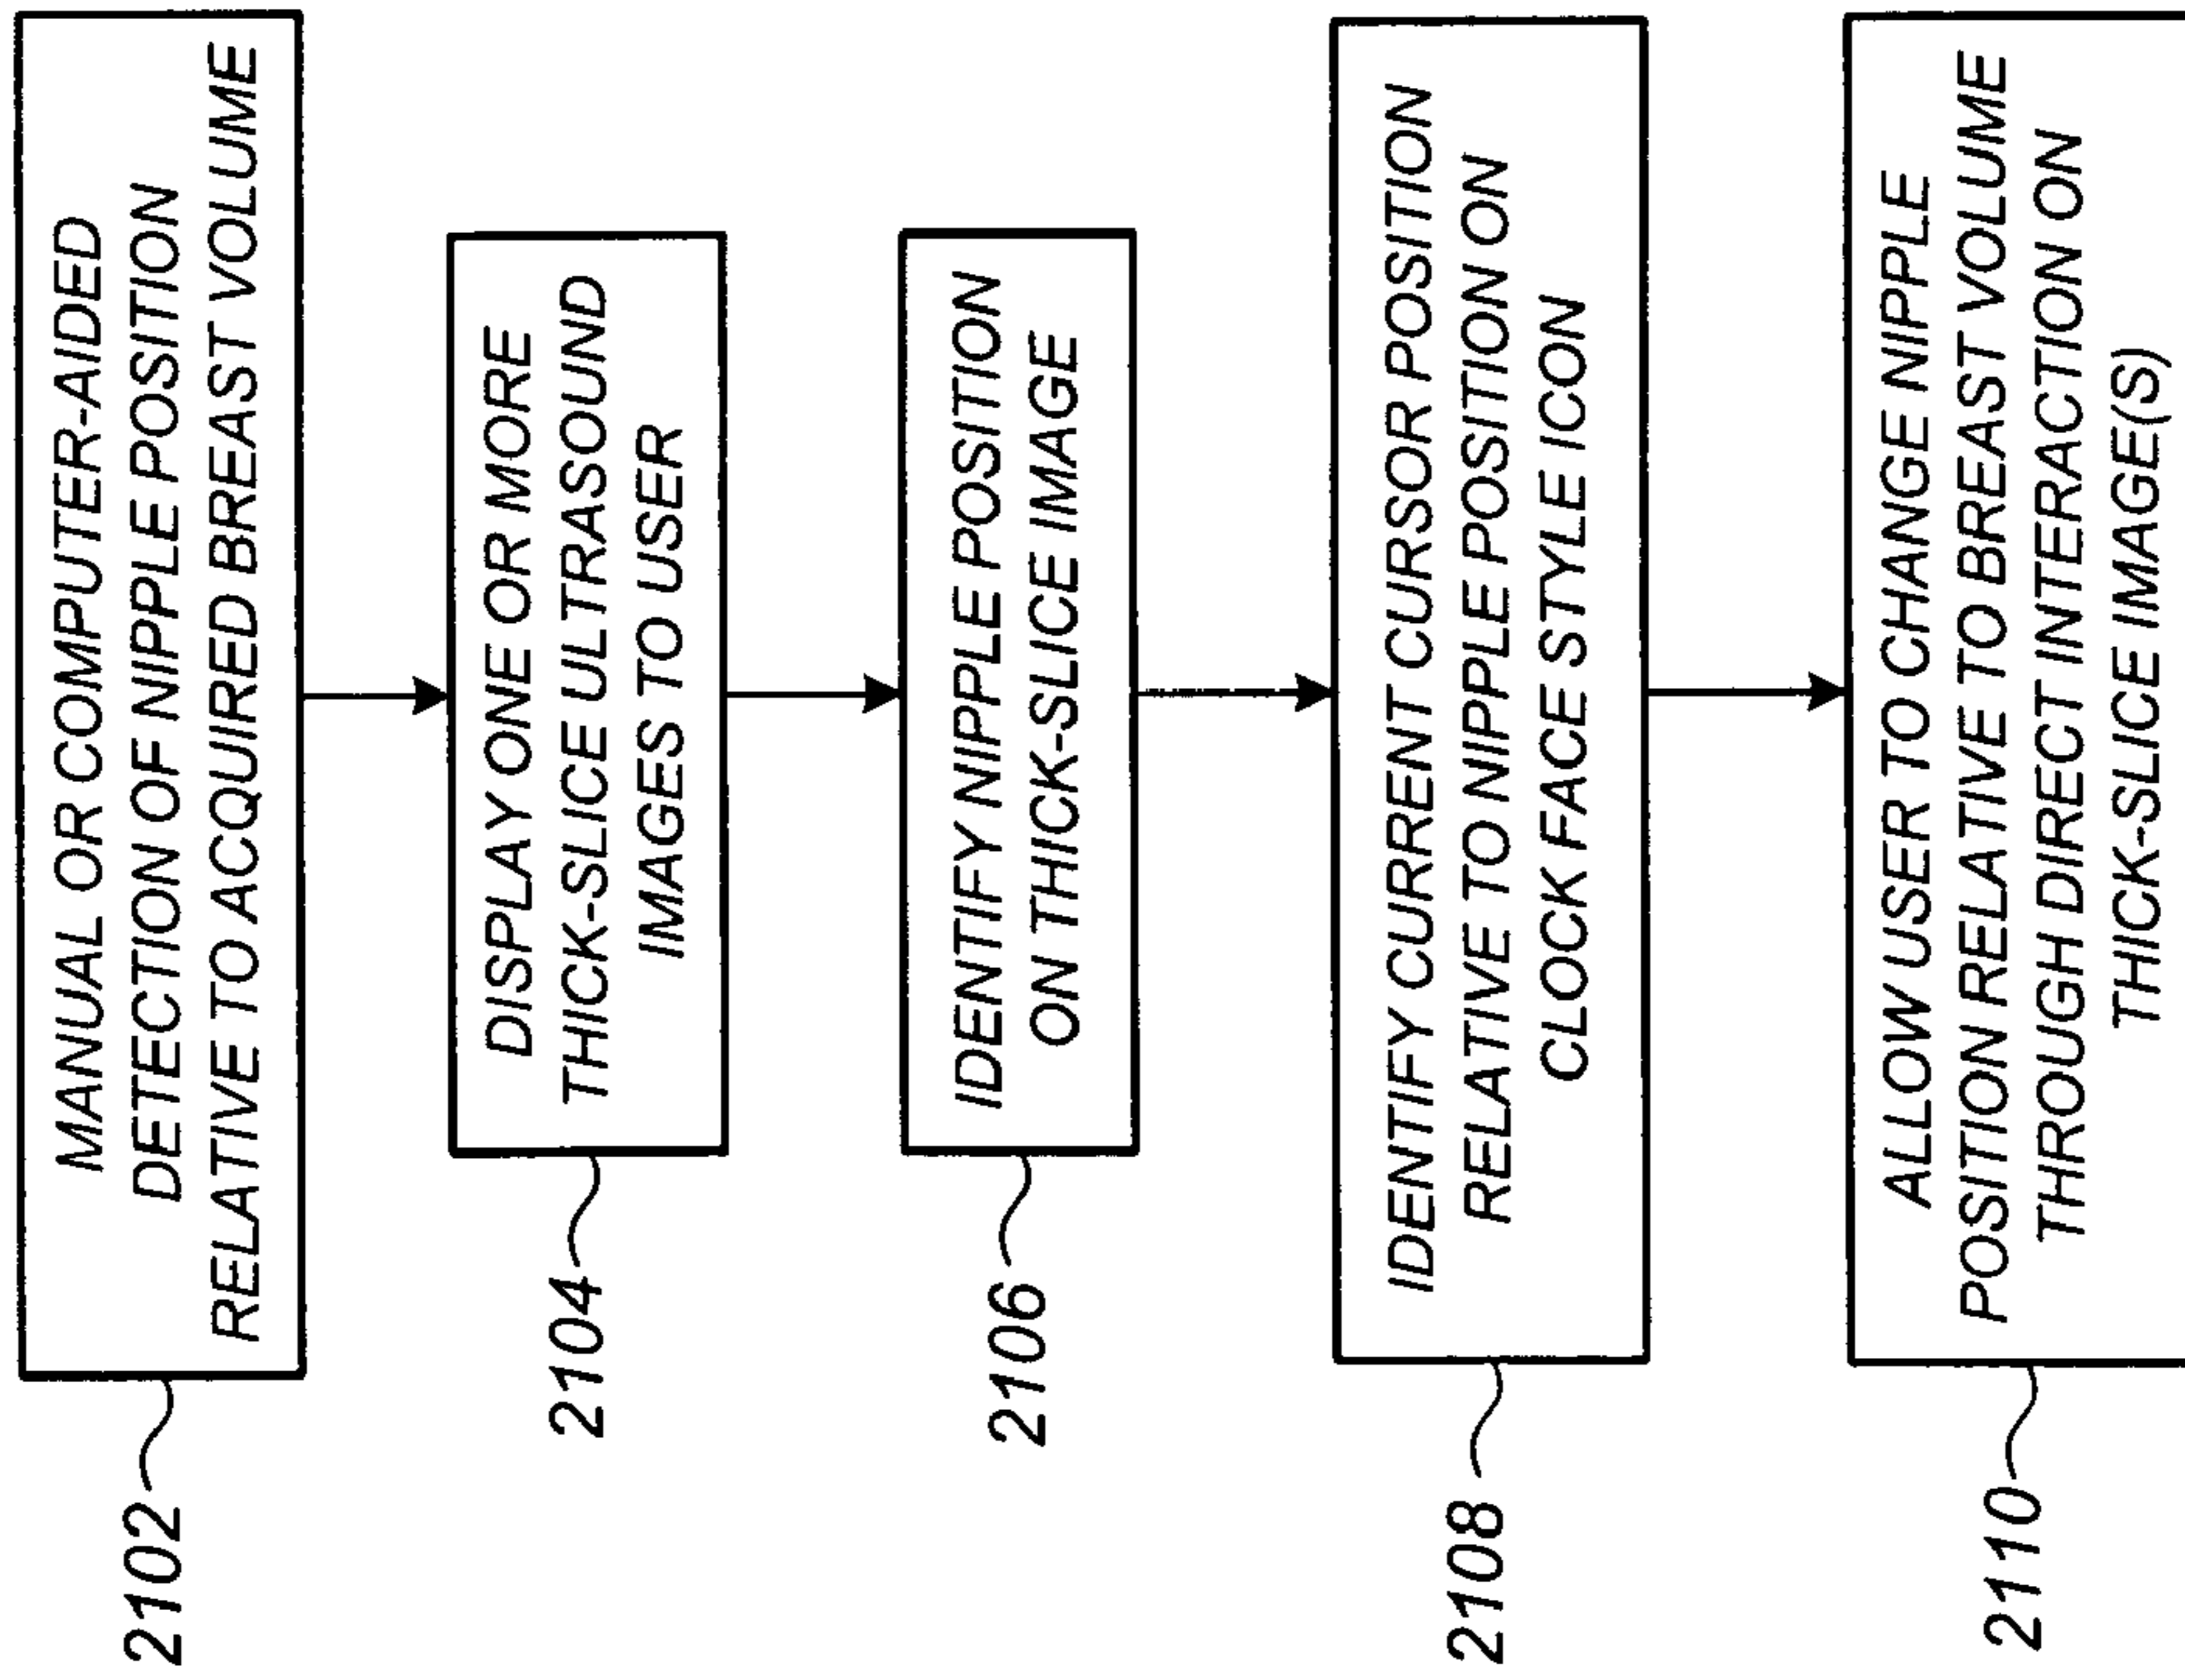 MANUAL OR COMPUTER-AIDED
DETECTION OF NIPPLE POSITION
RELATIVE TO ACQUIRED BREAST VOLUME
2102
DISPLAY ONE OR MORE
THICK-SLICE ULTRASOUND
IMAGES TO USER
2104
IDENTIFY NIPPLE POSITION
ON THICK-SLICE IMAGE
2106
IDENTIFY CURRENT CURSOR POSITION
RELATIVE TO NIPPLE POSITION ON
CLOCK FACE STYLE ICON
2108
ALLOW USER TO CHANGE NIPPLE
POSITION RELATIVE TO BREAST VOLUME
THROUGH DIRECT INTERACTION ON
THICK-SLICE IMAGE(S)
2110